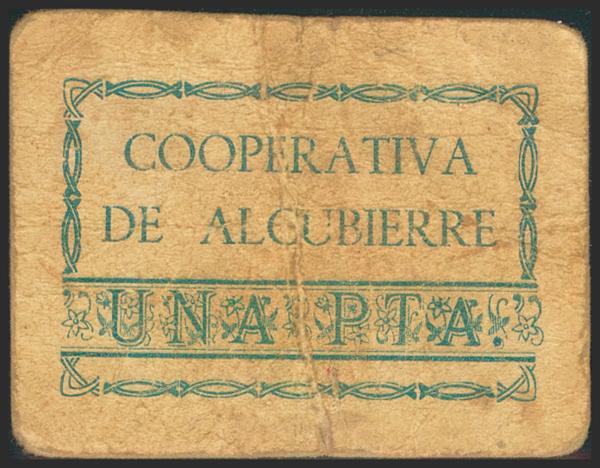 COOPERATIVA
DE ALCUBIERRE
UNA PTA.